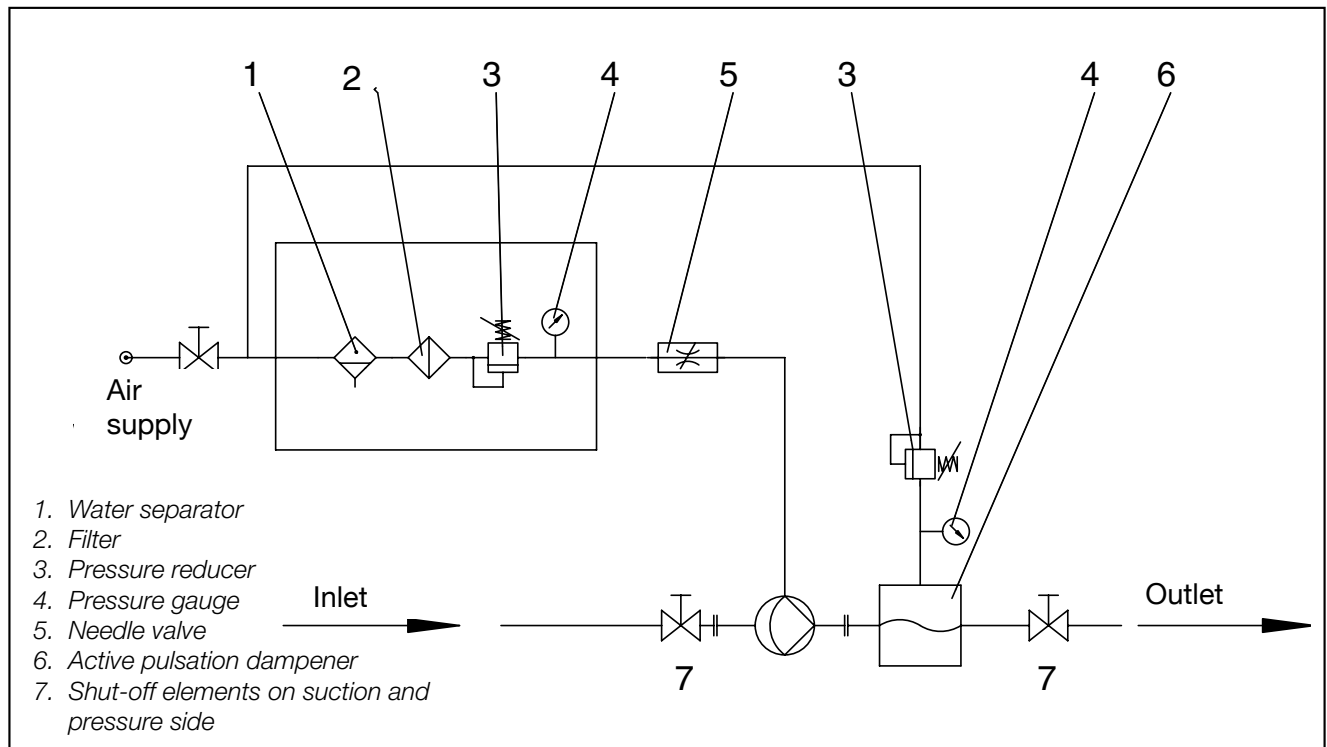 1 2 3 4 5 3 4 6
Air
supply
1. Water separator
2. Filter
3. Pressure reducer
4. Pressure gauge
5. Needle valve
6. Active pulsation dampener
7. Shut-off elements on suction and
pressure side
Inlet
Outlet
7 7